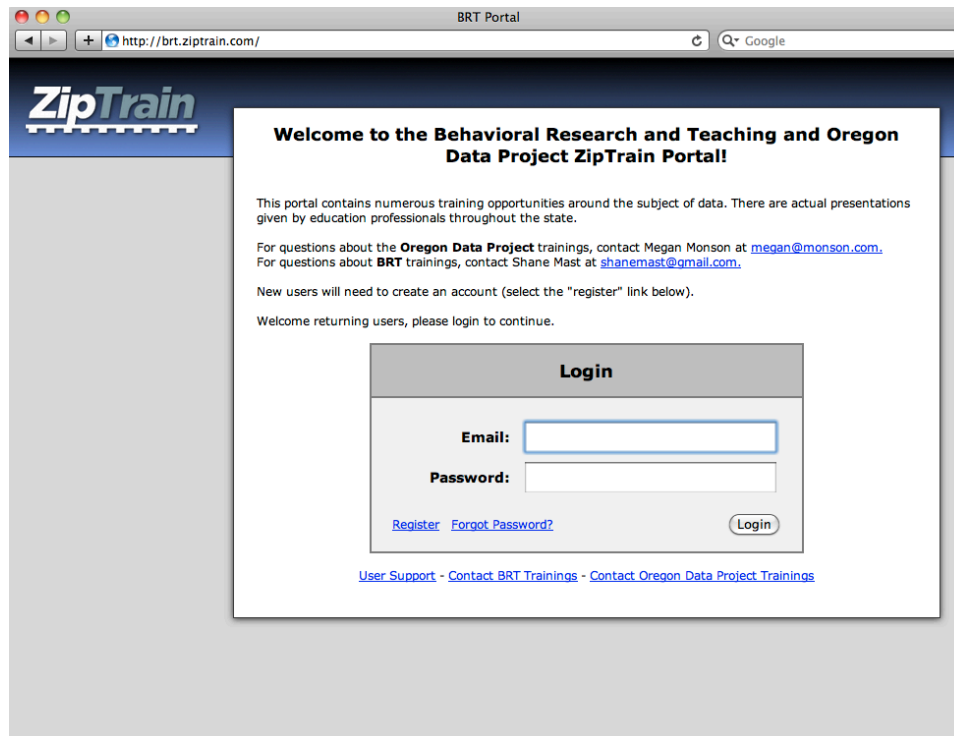 BRT Portal
http://brt.ziptrain.com/
Google
ZipTrain
Welcome to the Behavioral Research and Teaching and Oregon
Data Project ZipTrain Portal!
This portal contains numerous training opportunities around the subject of data. There are actual presentations
given by education professionals throughout the state.
For questions about the Oregon Data Project trainings, contact Megan Monson at megan@monson.com.
For questions about BRT trainings, contact Shane Mast at shanemast@gmail.com.
New users will need to create an account (select the "register" link below).
Welcome returning users, please login to continue.
Login
Email:
Password:
Register Forgot Password? Login
User Support - Contact BRT Trainings - Contact Oregon Data Project Trainings